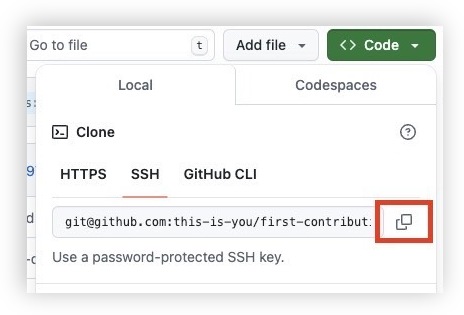 Go to file t Add file Code
Local Codespaces
Clone
HTTPS SSH GitHub CLI
git@github.com:this-is-you/first-contributi
Use a password-protected SSH key.